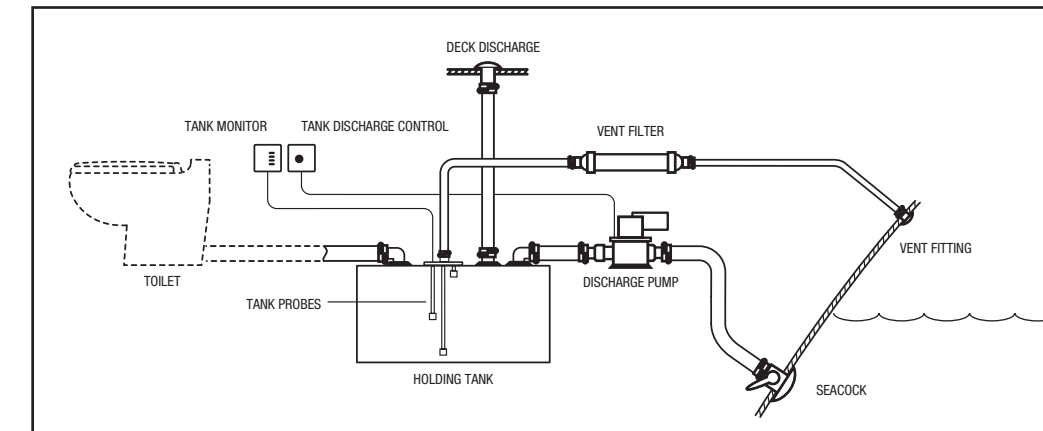 DECK DISCHARGE
TANK MONITOR
TANK DISCHARGE CONTROL
VENT FILTER
VENT FITTING
TOILET
DISCHARGE PUMP
TANK PROBES
HOLDING TANK
SEACOCK